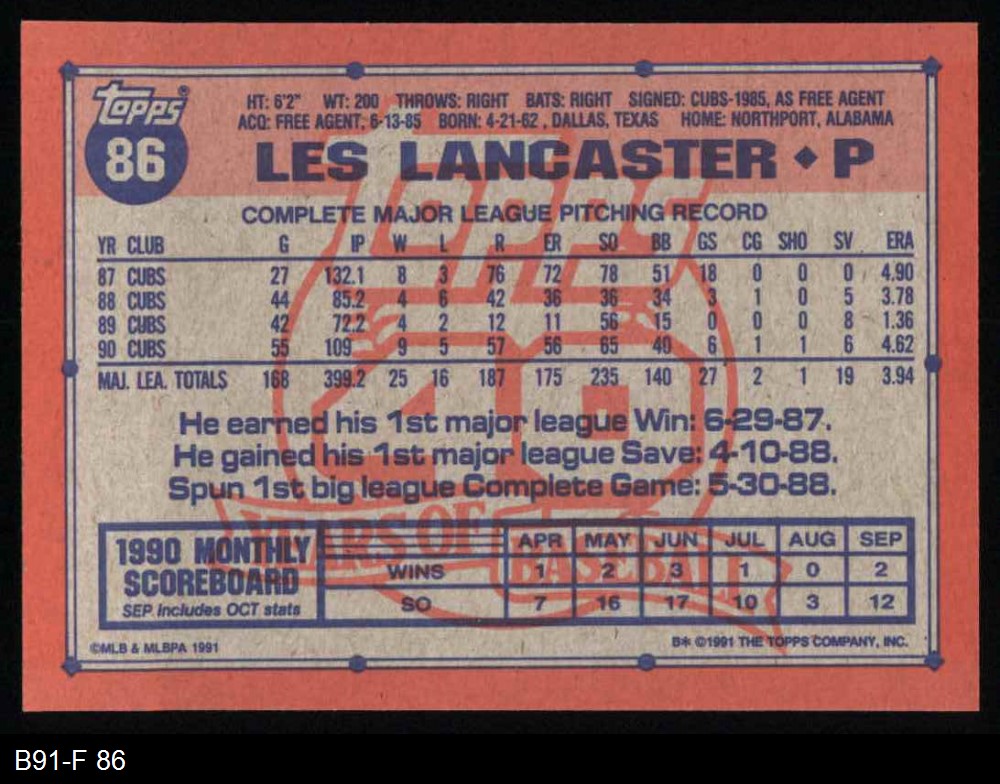 Topps®
86
HT: 6'2" WT: 200 THROWS: RIGHT BATS: RIGHT SIGNED: CUBS-1985, AS FREE AGENT
ACQ: FREE AGENT, 6-13-85 BORN: 4-21-62, DALLAS, TEXAS HOME: NORTHPORT, ALABAMA
LES LANCASTER ♦ P
COMPLETE MAJOR LEAGUE PITCHING RECORD
YR CLUB G IP W L R ER SO BB GS CG SHO SV ERA
87 CUBS 27 132.1 8 3 76 72 78 51 18 0 0 0 4.90
88 CUBS 44 85.2 4 6 42 36 36 34 3 1 0 5 3.78
89 CUBS 42 72.2 4 2 12 11 56 15 0 0 0 8 1.36
90 CUBS 55 109 9 5 57 56 65 40 6 1 1 6 4.62
MAJ. LEA. TOTALS 168 399.2 25 16 187 175 235 140 27 2 1 19 3.94
He earned his 1st major league Win: 6-29-87.
He gained his 1st major league Save: 4-10-88.
Spun 1st big league Complete Game: 5-30-88.
Topps
40
YEARS OF
BASEBALL
1990 MONTHLY
SCOREBOARD
SEP includes OCT stats
APR MAY JUN JUL AUG SEP
WINS 1 2 3 1 0 2
SO 7 16 17 10 3 12
©MLB & MLBPA 1991 B* ©1991 THE TOPPS COMPANY, INC.
B91-F 86